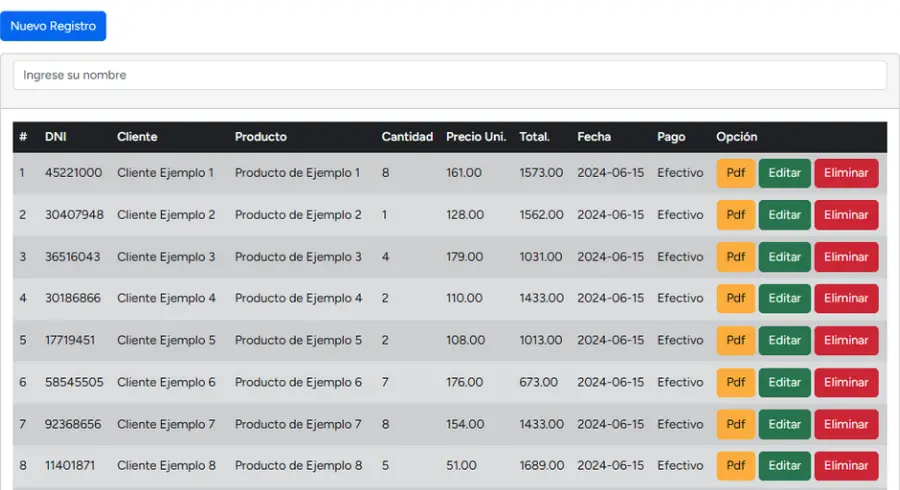 Nuevo Registro
Ingrese su nombre
# DNI Cliente Producto Cantidad Precio Uni. Total. Fecha Pago Opción
1 45221000 Cliente Ejemplo 1 Producto de Ejemplo 1 8 161.00 1573.00 2024-06-15 Efectivo Pdf Editar Eliminar
2 30407948 Cliente Ejemplo 2 Producto de Ejemplo 2 1 128.00 1562.00 2024-06-15 Efectivo Pdf Editar Eliminar
3 36516043 Cliente Ejemplo 3 Producto de Ejemplo 3 4 179.00 1031.00 2024-06-15 Efectivo Pdf Editar Eliminar
4 30186866 Cliente Ejemplo 4 Producto de Ejemplo 4 2 110.00 1433.00 2024-06-15 Efectivo Pdf Editar Eliminar
5 17719451 Cliente Ejemplo 5 Producto de Ejemplo 5 2 108.00 1013.00 2024-06-15 Efectivo Pdf Editar Eliminar
6 58545505 Cliente Ejemplo 6 Producto de Ejemplo 6 7 176.00 673.00 2024-06-15 Efectivo Pdf Editar Eliminar
7 92368656 Cliente Ejemplo 7 Producto de Ejemplo 7 8 154.00 1433.00 2024-06-15 Efectivo Pdf Editar Eliminar
8 11401871 Cliente Ejemplo 8 Producto de Ejemplo 8 5 51.00 1689.00 2024-06-15 Efectivo Pdf Editar Eliminar